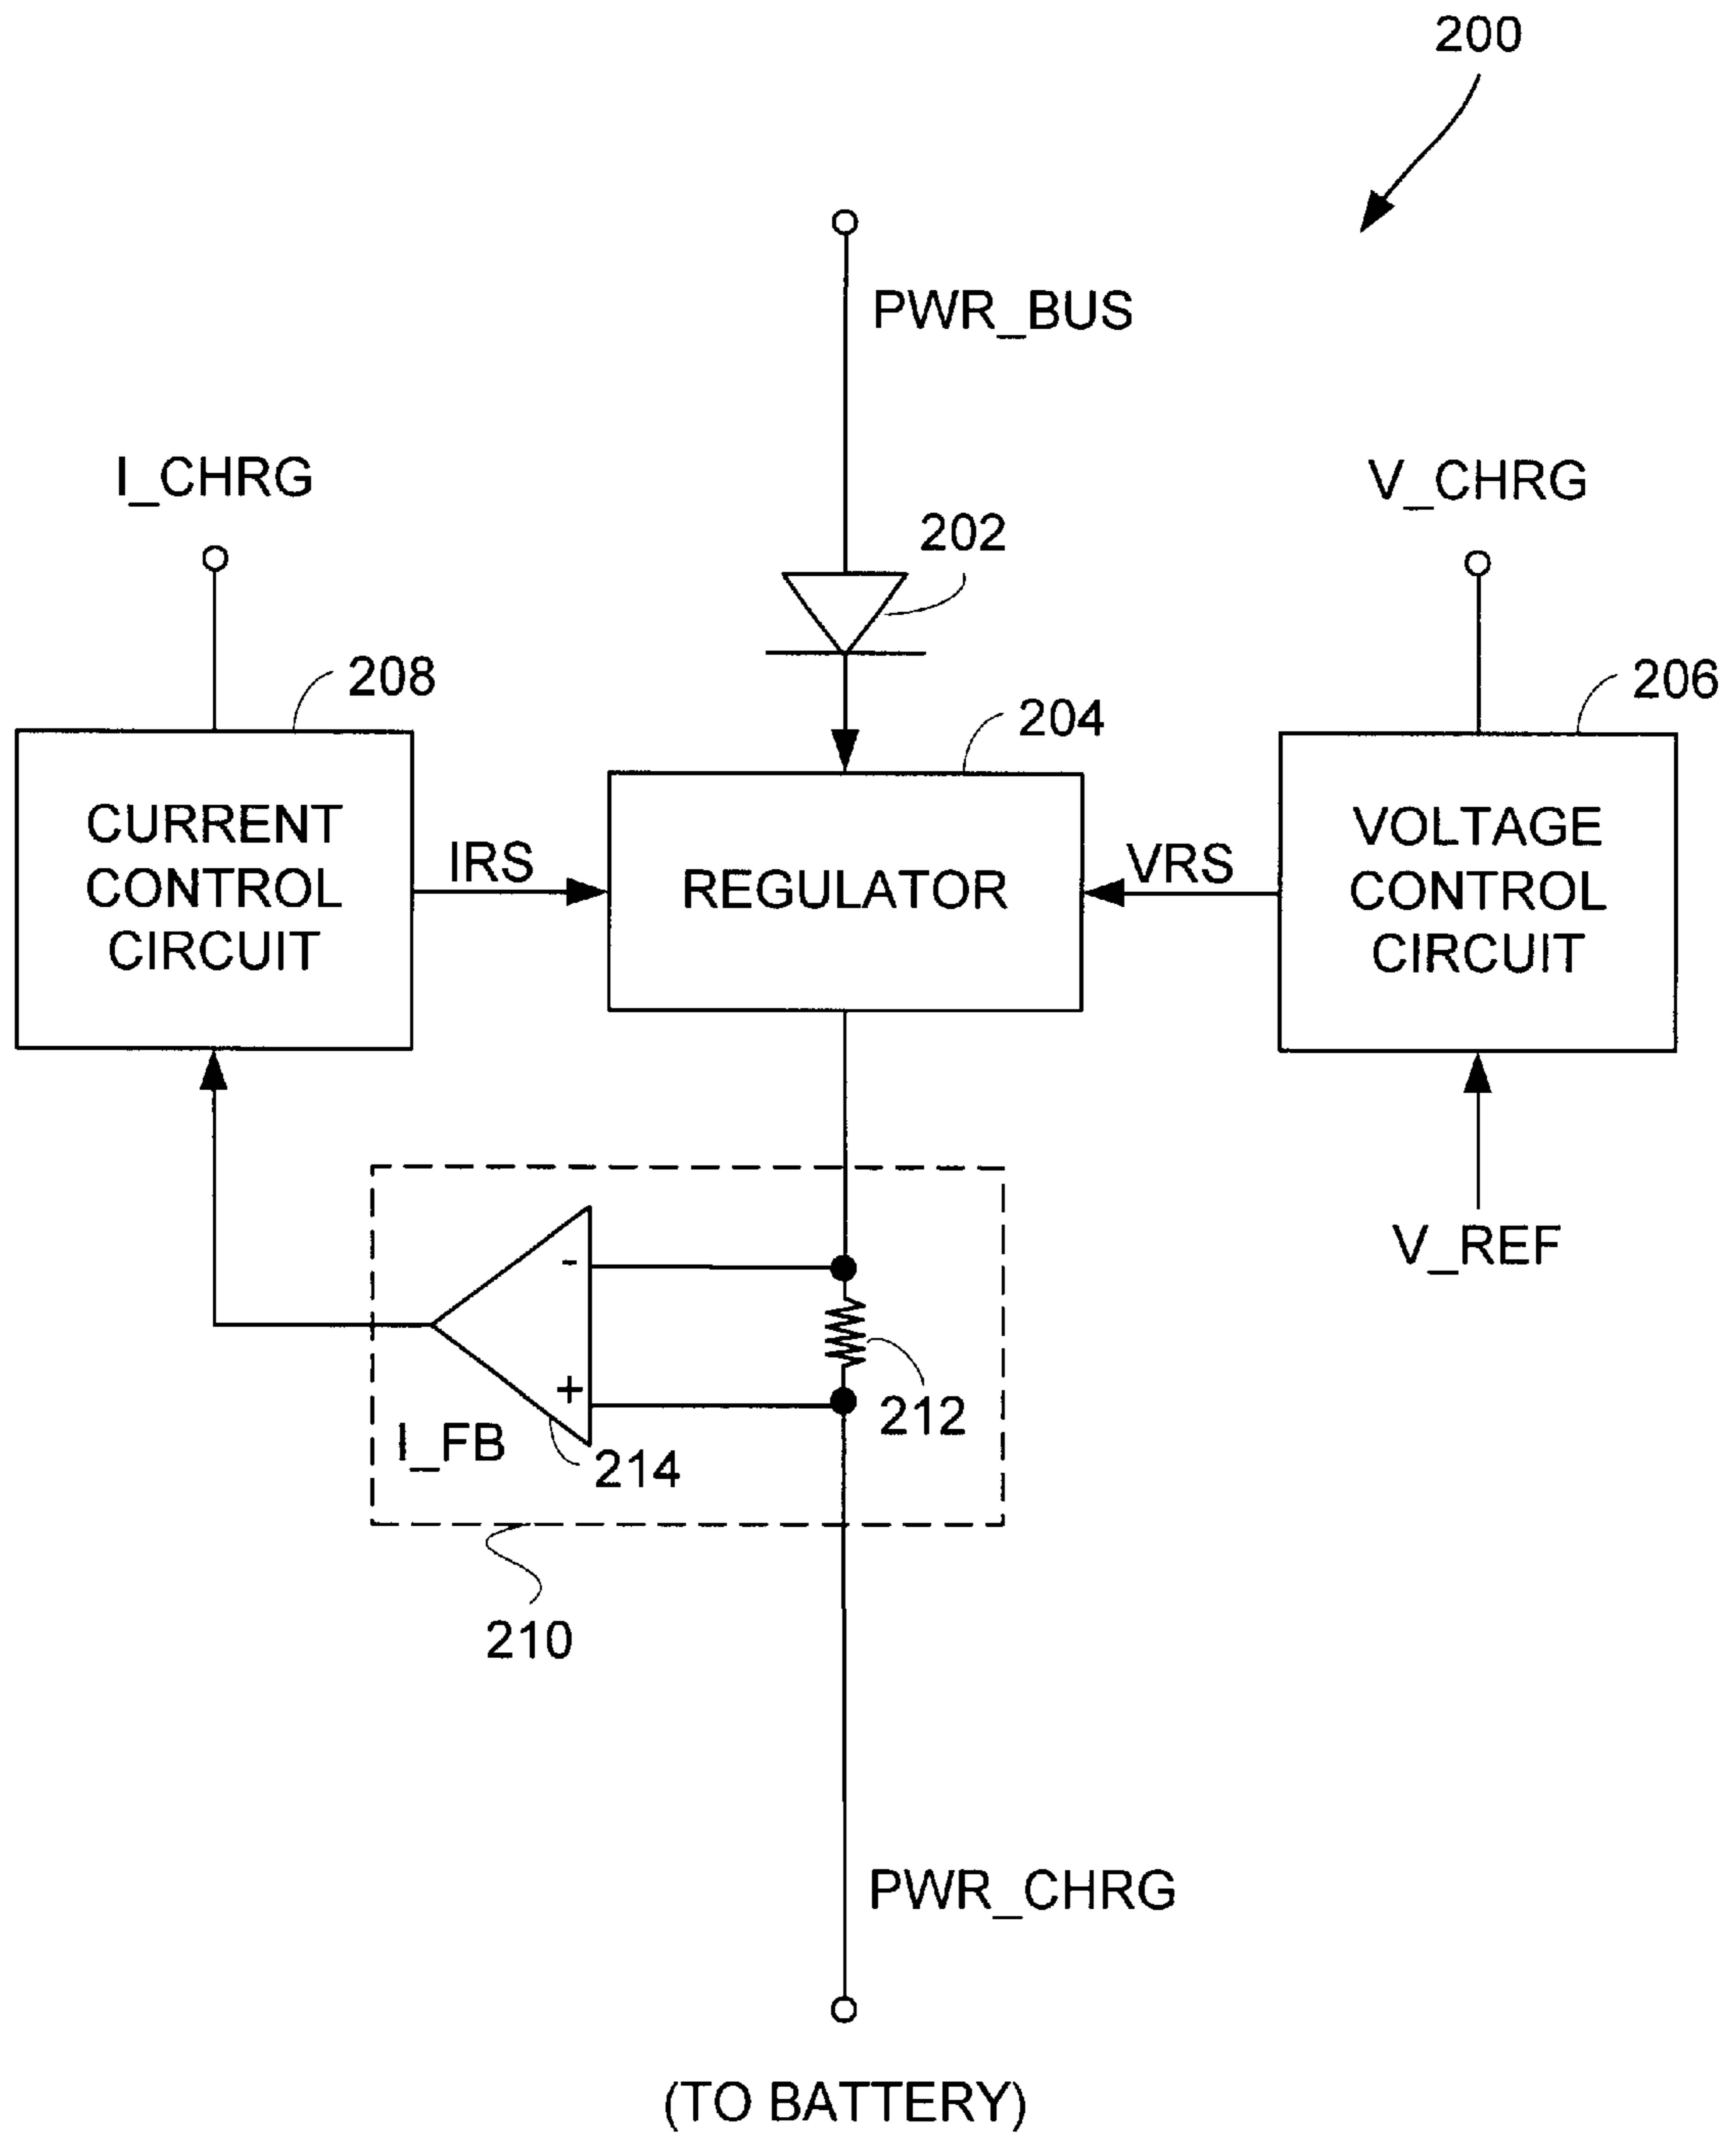 200
PWR_BUS
I_CHRG
V_CHRG
202
208
206
204
CURRENT
CONTROL
CIRCUIT
IRS
REGULATOR
VRS
VOLTAGE
CONTROL
CIRCUIT
V_REF
-
+
212
I_FB
214
210
PWR_CHRG
(TO BATTERY)